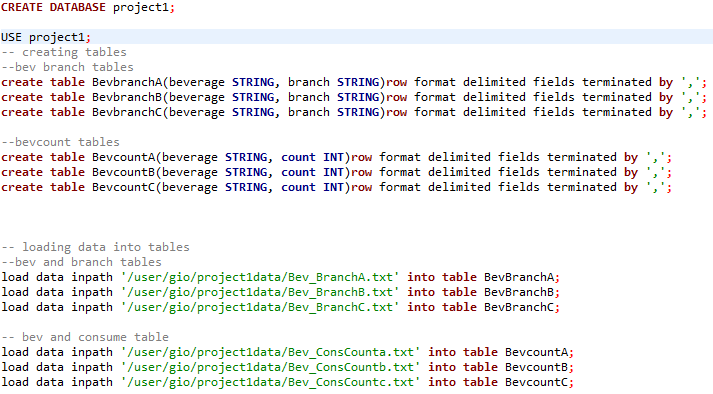 CREATE DATABASE project1;
USE project1;
-- creating tables
--bev branch tables
create table BevbranchA(beverage STRING, branch STRING)row format delimited fields terminated by ',';
create table BevbranchB(beverage STRING, branch STRING)row format delimited fields terminated by ',';
create table BevbranchC(beverage STRING, branch STRING)row format delimited fields terminated by ',';
--bevcount tables
create table BevcountA(beverage STRING, count INT)row format delimited fields terminated by ',';
create table BevcountB(beverage STRING, count INT)row format delimited fields terminated by ',';
create table BevcountC(beverage STRING, count INT)row format delimited fields terminated by ',';
-- loading data into tables
--bev and branch tables
load data inpath '/user/gio/project1data/Bev_BranchA.txt' into table BevBranchA;
load data inpath '/user/gio/project1data/Bev_BranchB.txt' into table BevBranchB;
load data inpath '/user/gio/project1data/Bev_BranchC.txt' into table BevBranchC;
-- bev and consume table
load data inpath '/user/gio/project1data/Bev_ConsCounta.txt' into table BevcountA;
load data inpath '/user/gio/project1data/Bev_ConsCountb.txt' into table BevcountB;
load data inpath '/user/gio/project1data/Bev_ConsCountc.txt' into table BevcountC;